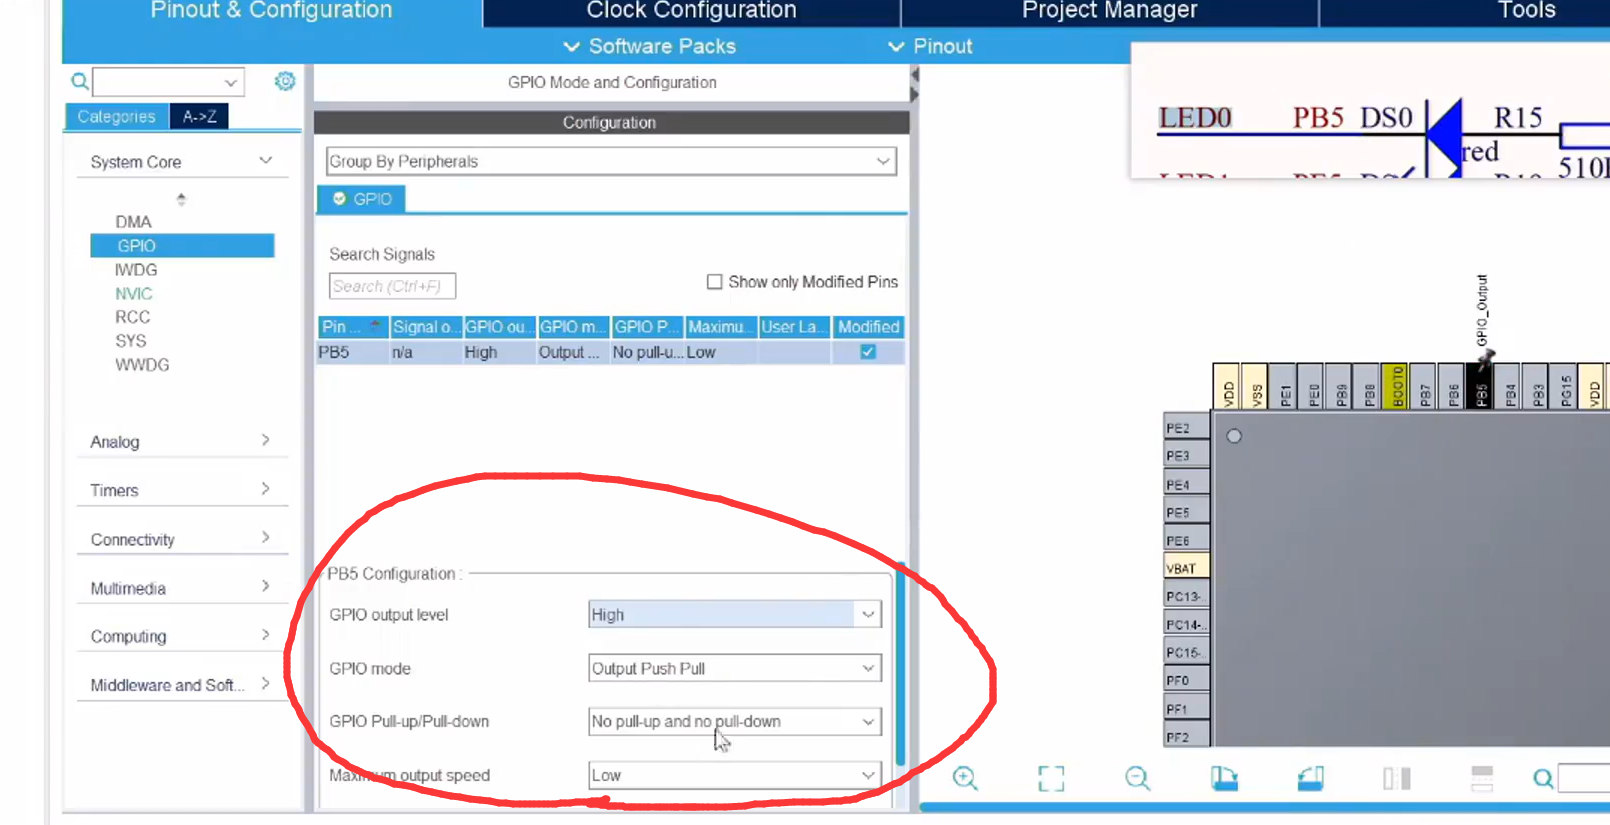 Pinout & Configuration
Clock Configuration
Project Manager
Tools
Software Packs
Pinout
GPIO Mode and Configuration
Categories
A->Z
Configuration
Group By Peripherals
System Core
DMA
GPIO
IWDG
NVIC
RCC
SYS
WWDG
Analog
Timers
Connectivity
Multimedia
Computing
Middleware and Soft...
GPIO
Search Signals
Search (Ctrl+F)
Show only Modified Pins
Pin ... Signal o... GPIO ou... GPIO m... GPIO P... Maximu... User La... Modified
PB5 n/a High Output ... No pull-u... Low
PB5 Configuration :
GPIO output level High
GPIO mode Output Push Pull
GPIO Pull-up/Pull-down No pull-up and no pull-down
Maximum output speed Low
LED0 PB5 DS0 R15
red
GPIO_Output
VDD
VSS
PE1
PE0
PB9
PB8
BOOT0
PB7
PB6
PB5
PB4
PB3
PG15
VDD
PE2
PE3
PE4
PE5
PE6
VBAT
PC13-
PC14-..
PC15-..
PF0
PF1
PF2